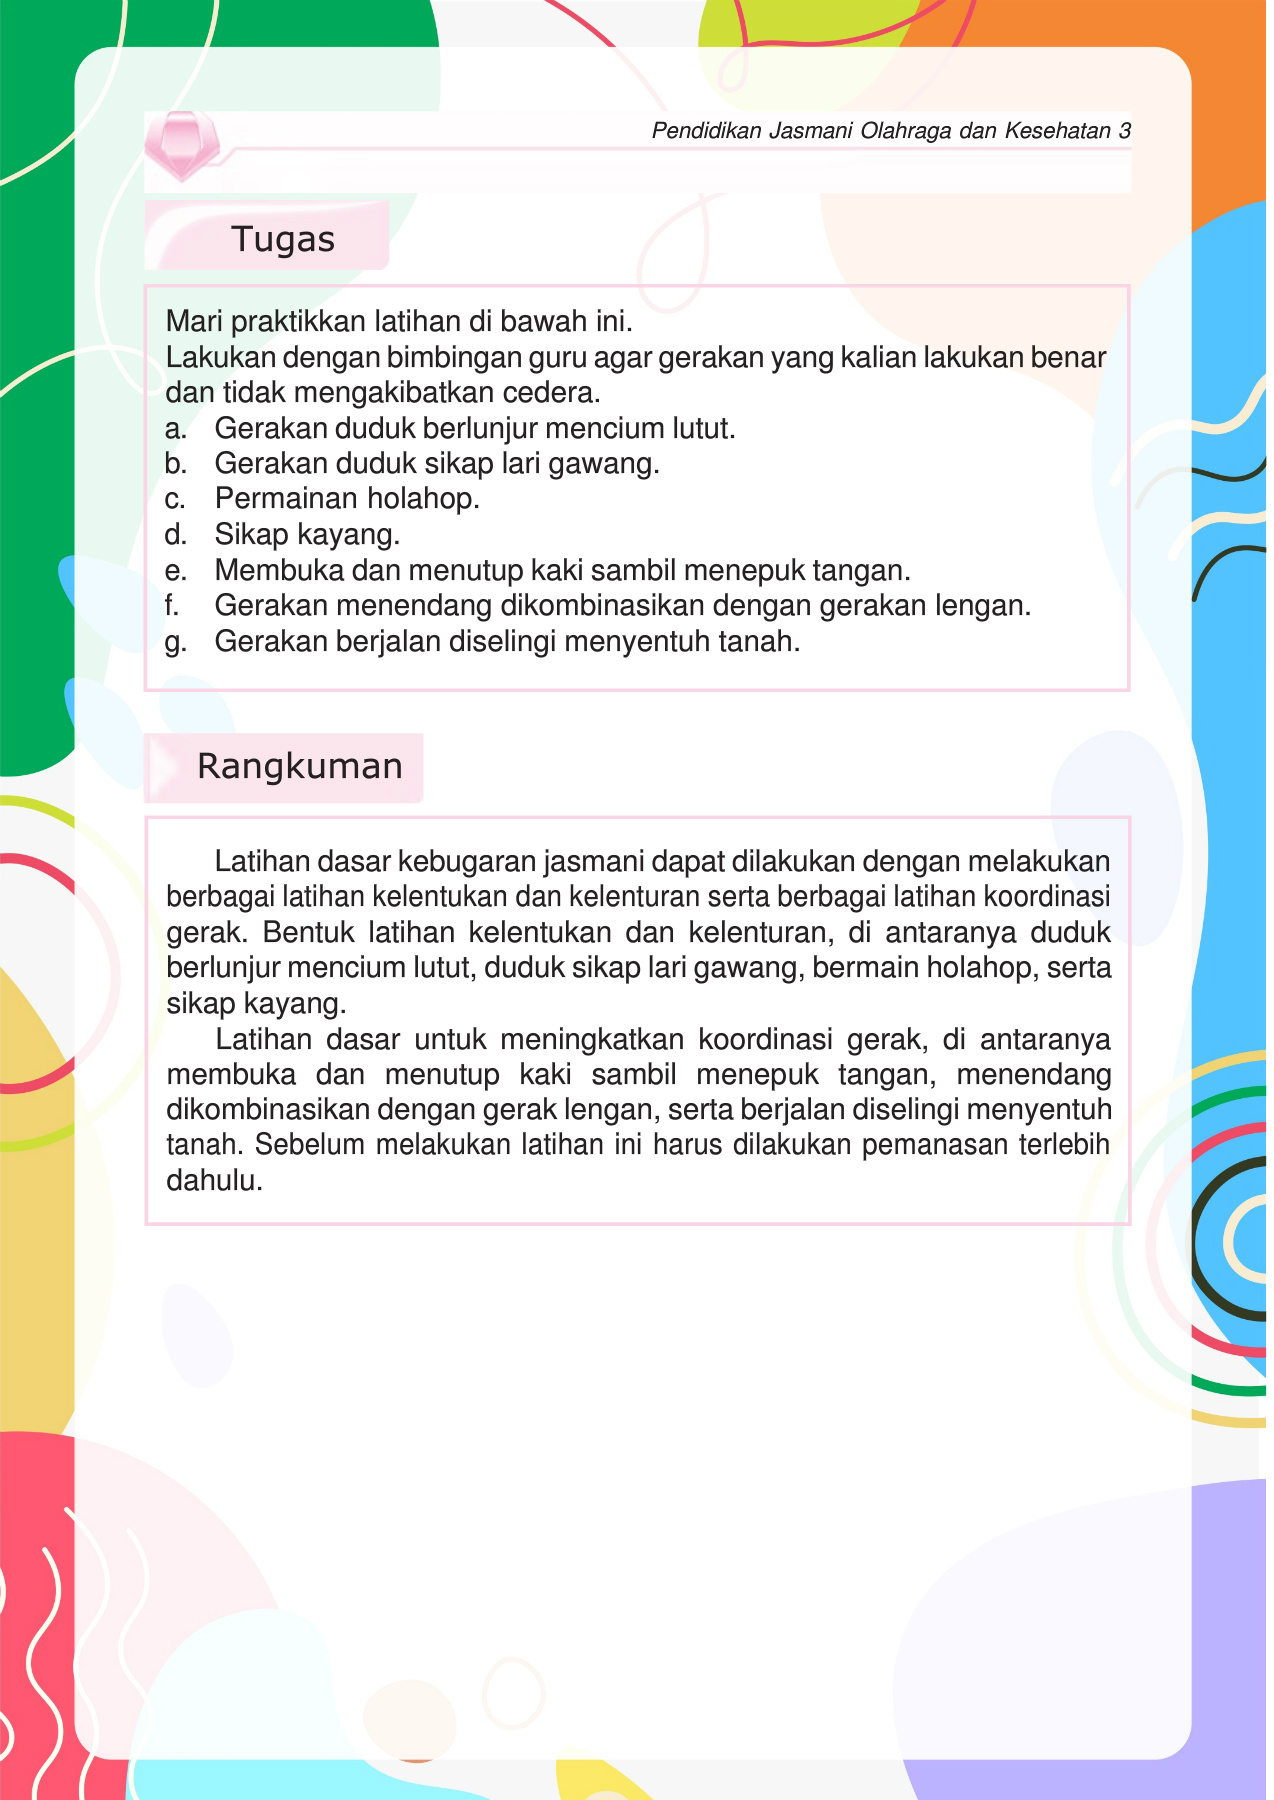 Pendidikan Jasmani Olahraga dan Kesehatan 3
Tugas
Mari praktikkan latihan di bawah ini.
Lakukan dengan bimbingan guru agar gerakan yang kalian lakukan benar
dan tidak mengakibatkan cedera.
a. Gerakan duduk berlunjur mencium lutut.
b. Gerakan duduk sikap lari gawang.
c. Permainan holahop.
d. Sikap kayang.
e. Membuka dan menutup kaki sambil menepuk tangan.
f. Gerakan menendang dikombinasikan dengan gerakan lengan.
g. Gerakan berjalan diselingi menyentuh tanah.
Rangkuman
Latihan dasar kebugaran jasmani dapat dilakukan dengan melakukan
berbagai latihan kelentukan dan kelenturan serta berbagai latihan koordinasi
gerak. Bentuk latihan kelentukan dan kelenturan, di antaranya duduk
berlunjur mencium lutut, duduk sikap lari gawang, bermain holahop, serta
sikap kayang.
Latihan dasar untuk meningkatkan koordinasi gerak, di antaranya
membuka dan menutup kaki sambil menepuk tangan, menendang
dikombinasikan dengan gerak lengan, serta berjalan diselingi menyentuh
tanah. Sebelum melakukan latihan ini harus dilakukan pemanasan terlebih
dahulu.